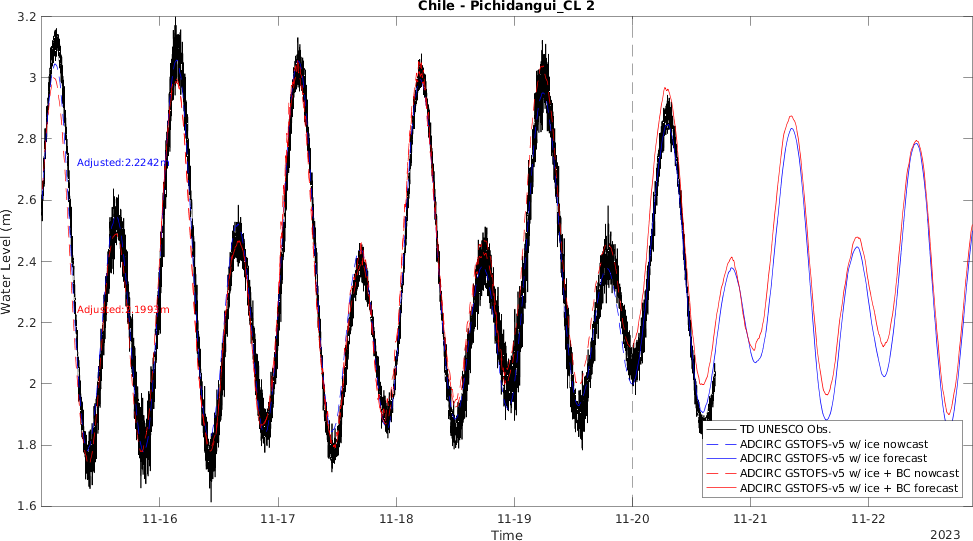 Chile - Pichidangui_CL 2
3.2
3
2.8
2.6
2.4
2.2
2
1.8
1.6
Water Level (m)
Adjusted:2.2242m
Adjusted:2.1993m
TD UNESCO Obs.
ADCIRC GSTOFS-v5 w/ ice nowcast
ADCIRC GSTOFS-v5 w/ ice forecast
ADCIRC GSTOFS-v5 w/ ice + BC nowcast
ADCIRC GSTOFS-v5 w/ ice + BC forecast
11-16 11-17 11-18 11-19 11-20 11-21 11-22
Time
2023